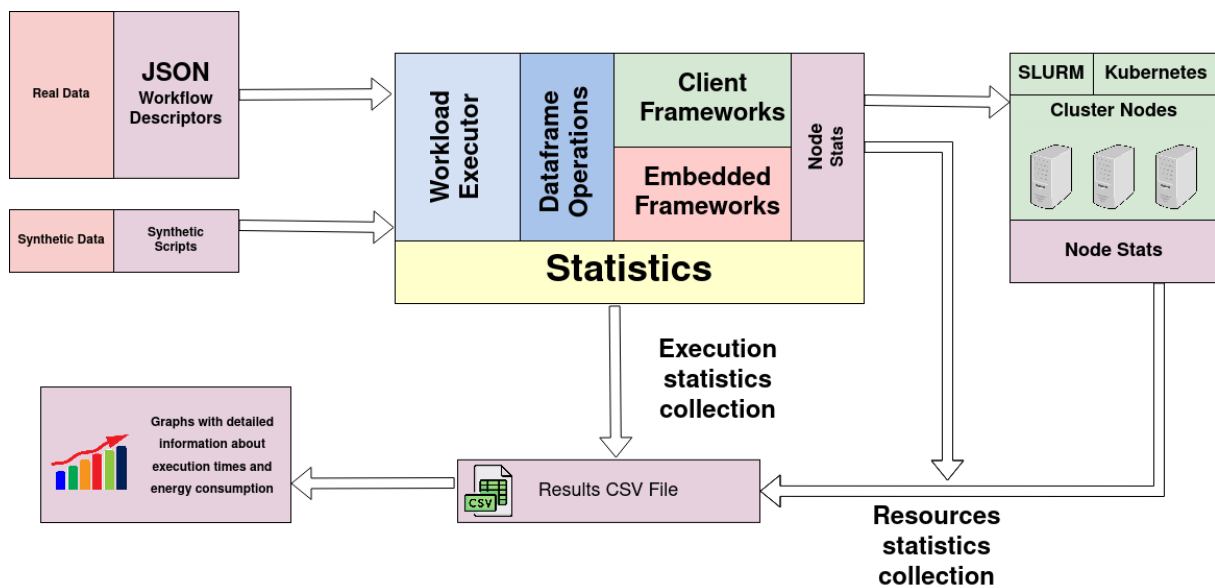 Real Data
JSON
Workflow
Descriptors
Synthetic Data
Synthetic
Scripts
Workload
Executor
Dataframe
Operations
Client
Frameworks
Embedded
Frameworks
Node
Stats
Statistics
SLURM
Kubernetes
Cluster Nodes
Node Stats
Execution
statistics
collection
Graphs with detailed
information about
execution times and
energy consumption
CSV
Results CSV File
Resources
statistics
collection